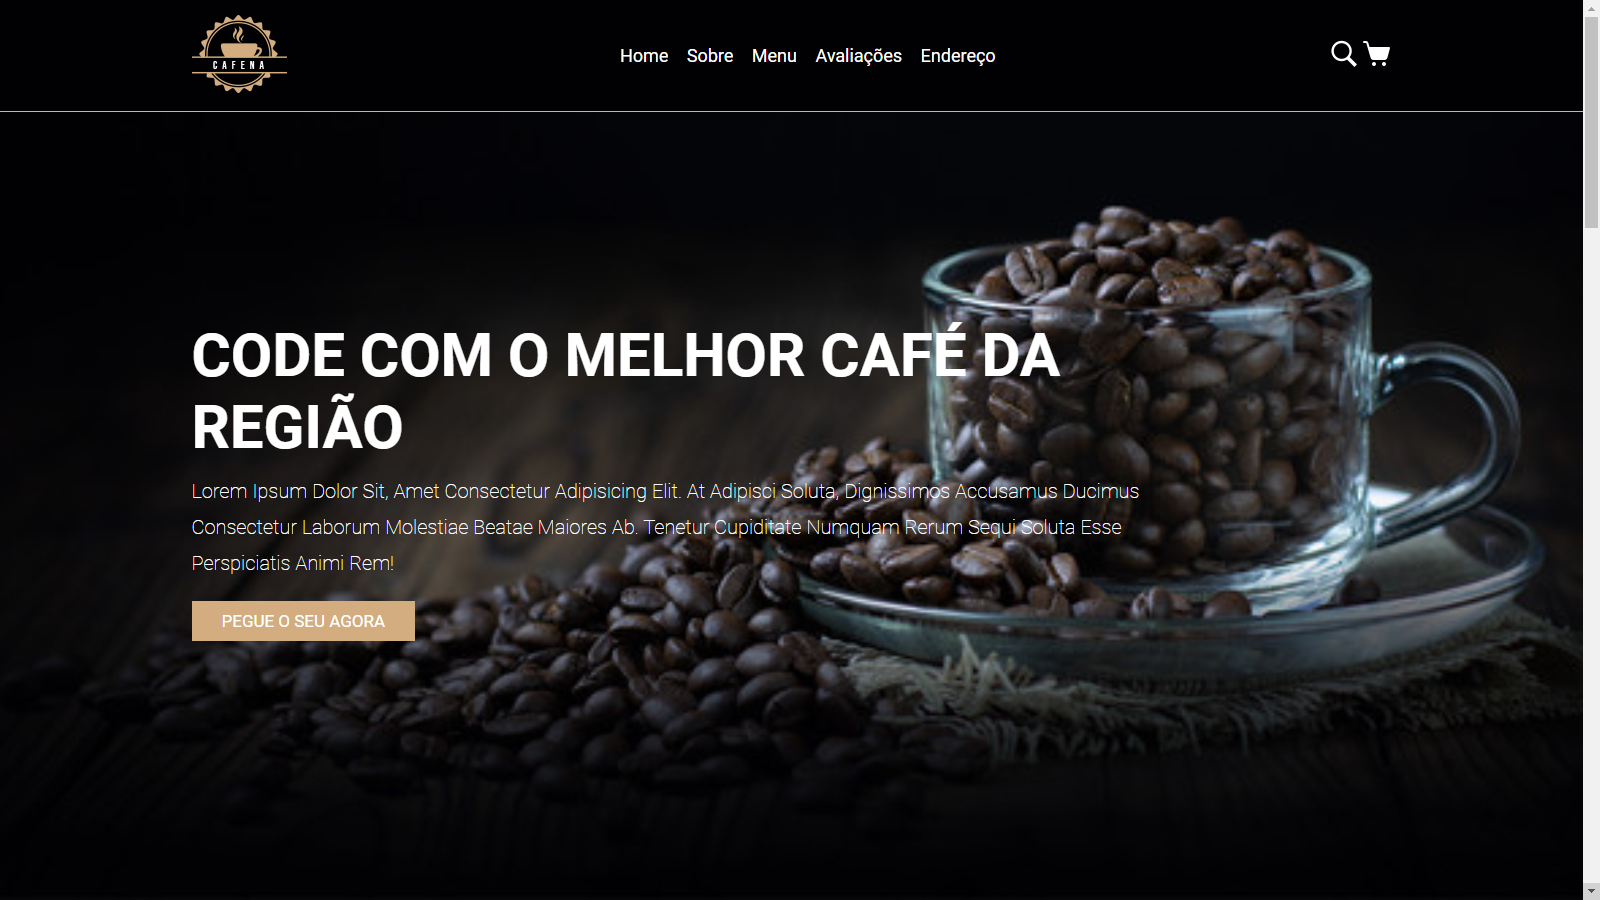 CAFENA
Home Sobre Menu Avaliações Endereço
CODE COM O MELHOR CAFÉ DA
REGIÃO
Lorem Ipsum Dolor Sit, Amet Consectetur Adipisicing Elit. At Adipisci Soluta, Dignissimos Accusamus Ducimus
Consectetur Laborum Molestiae Beatae Maiores Ab. Tenetur Cupiditate Numquam Rerum Sequi Soluta Esse
Perspiciatis Animi Rem!
PEGUE O SEU AGORA